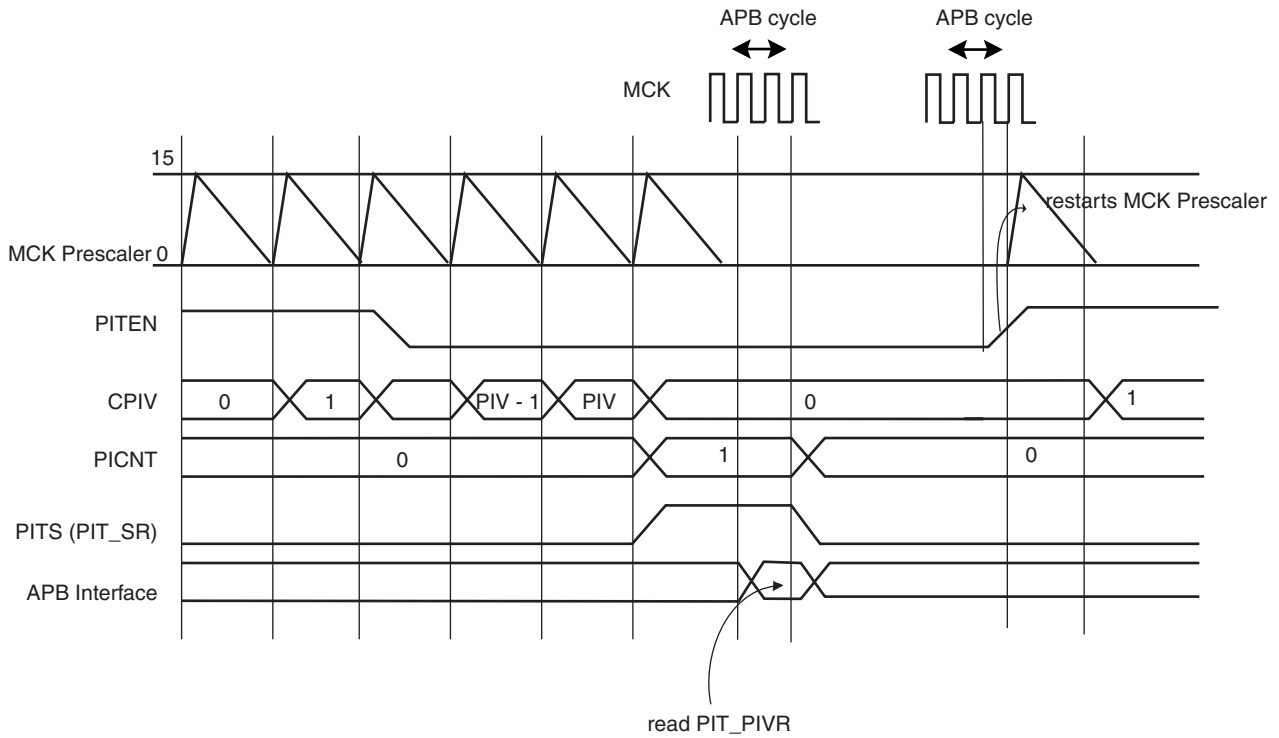 APB cycle
APB cycle
MCK
15
restarts MCK Prescaler
MCK Prescaler 0
PITEN
CPIV 0 1 PIV - 1 PIV 0 1
PICNT 0 1 0
PITS (PIT_SR)
APB Interface
read PIT_PIVR